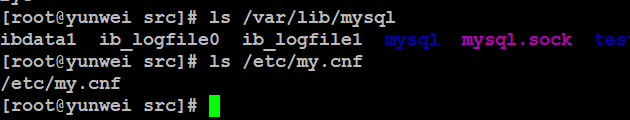 [root@yunwei src]# ls /var/lib/mysql
ibdata1 ib_logfile0 ib_logfile1 mysql mysql.sock
[root@yunwei src]# ls /etc/my.cnf
/etc/my.cnf
[root@yunwei src]#